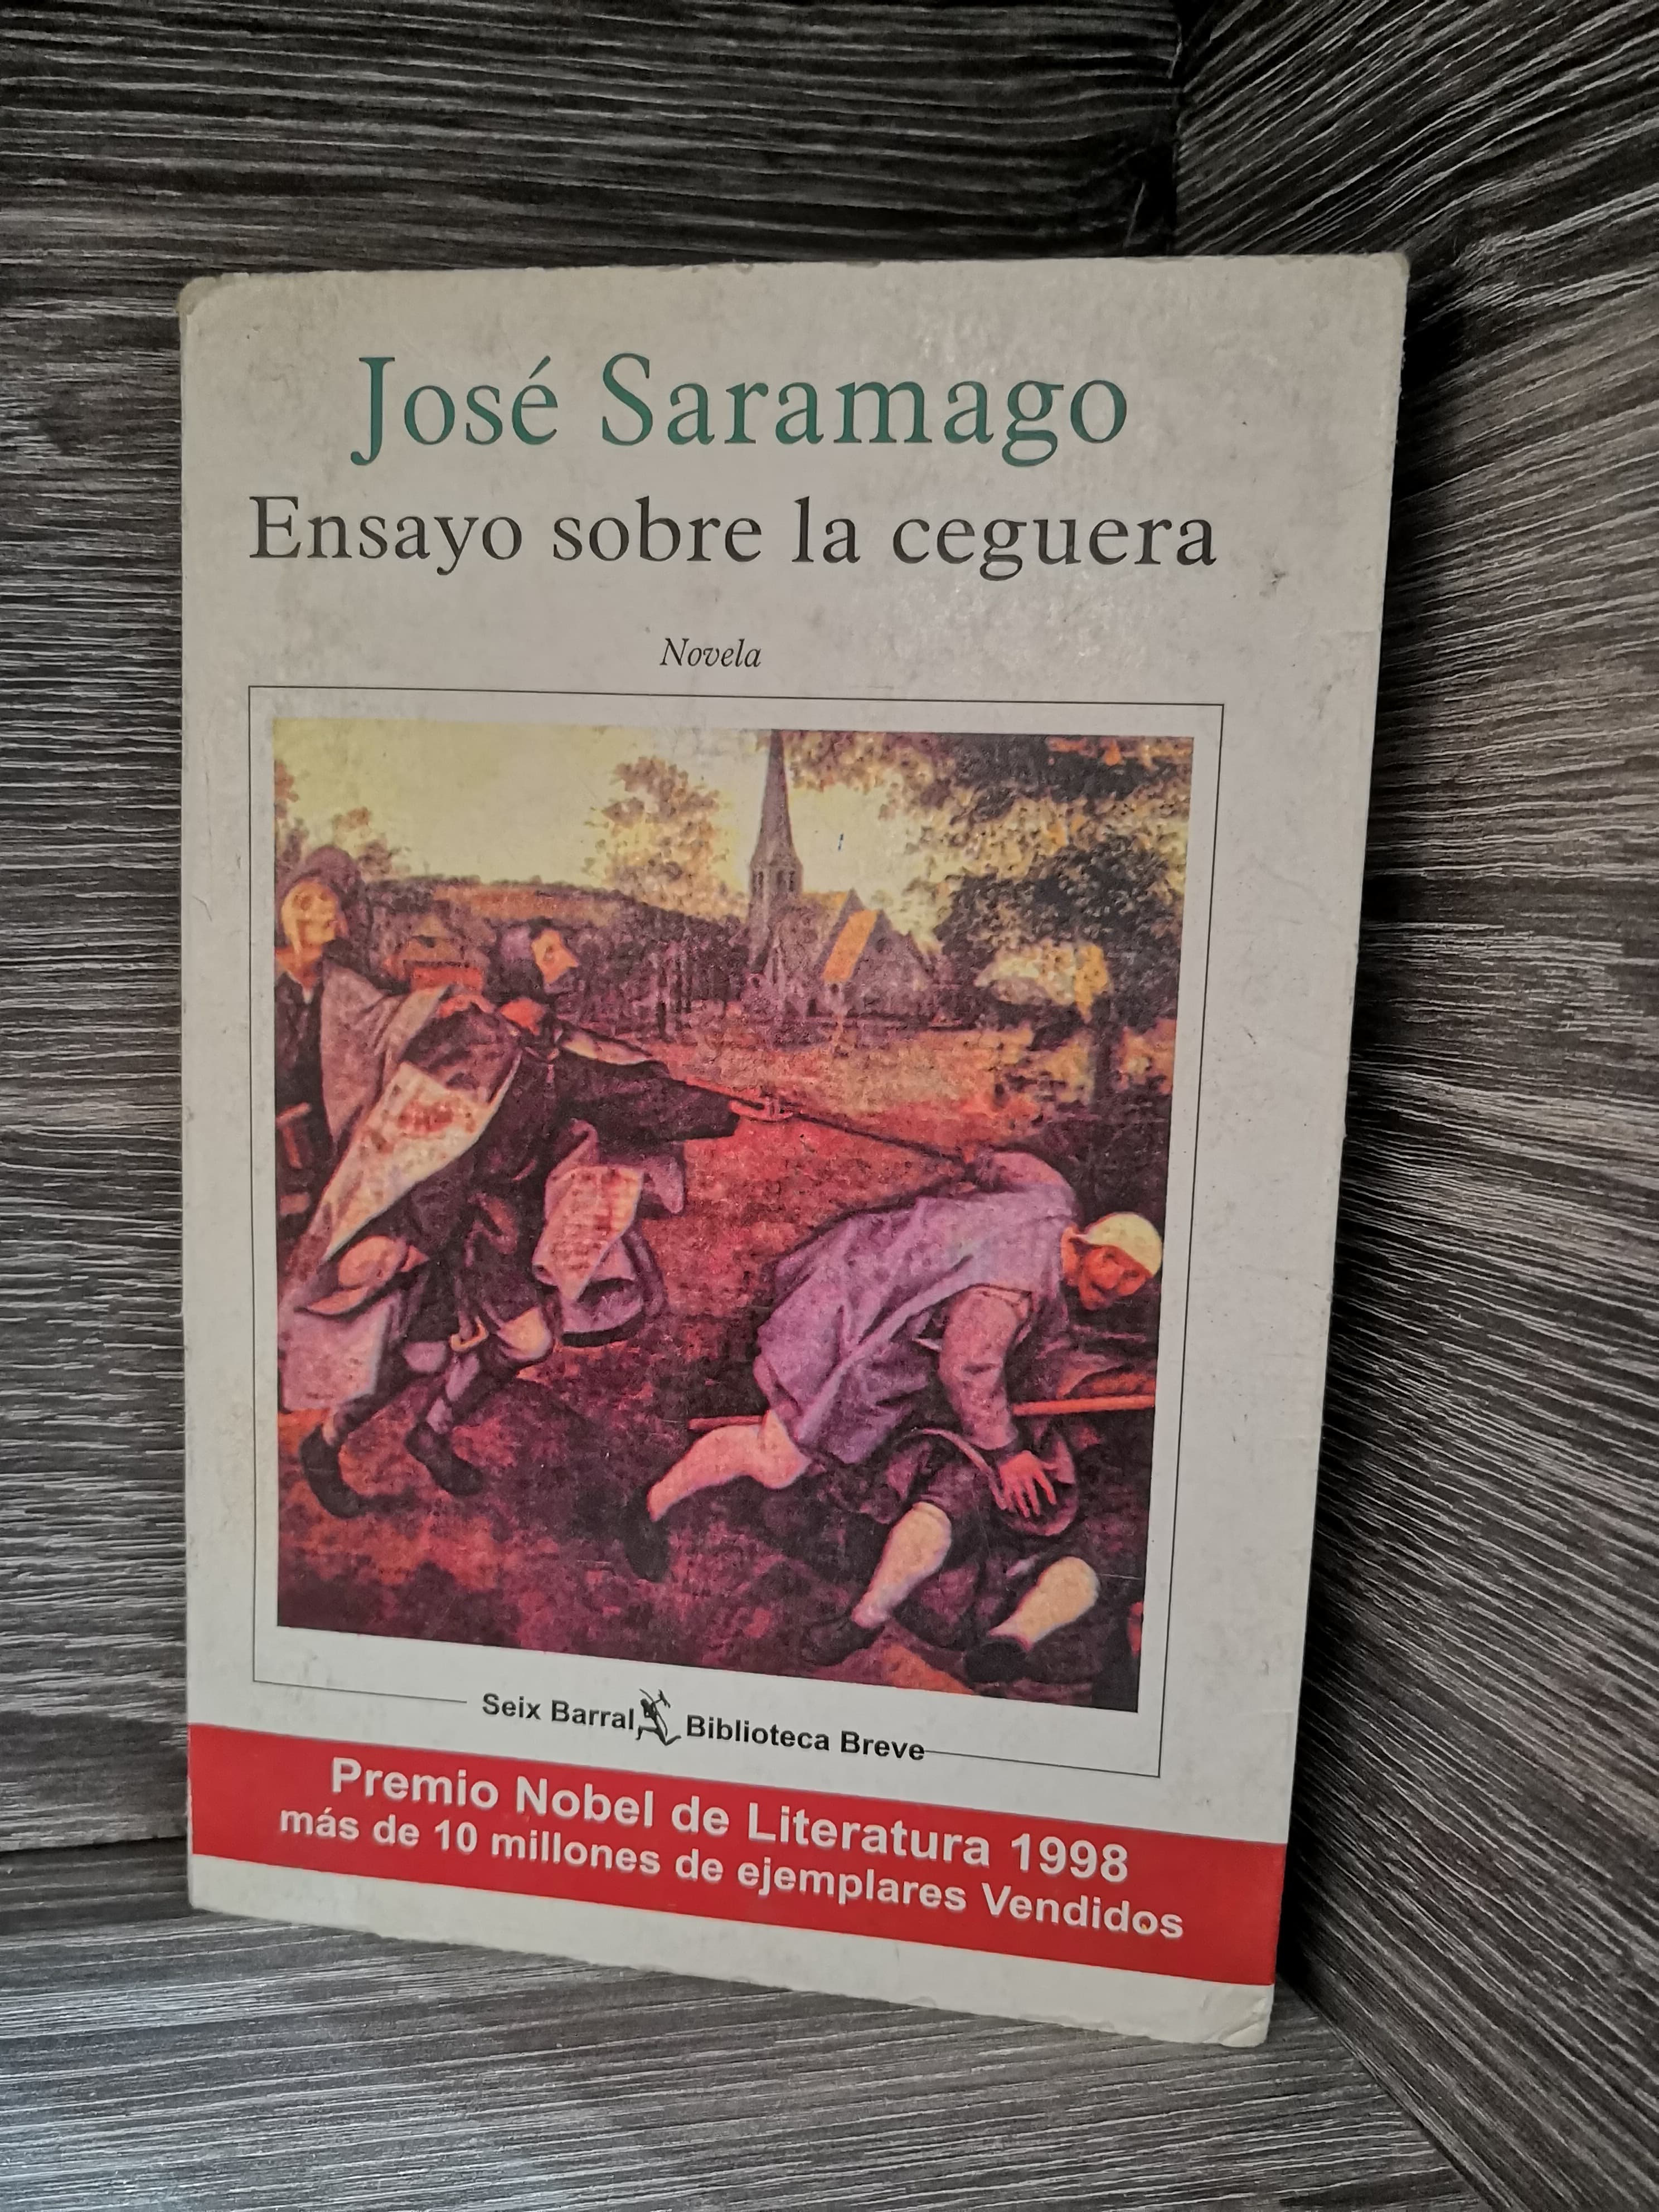 José Saramago
Ensayo sobre la ceguera
Novela
Seix Barral Biblioteca Breve
Premio Nobel de Literatura 1998
más de 10 millones de ejemplares Vendidos